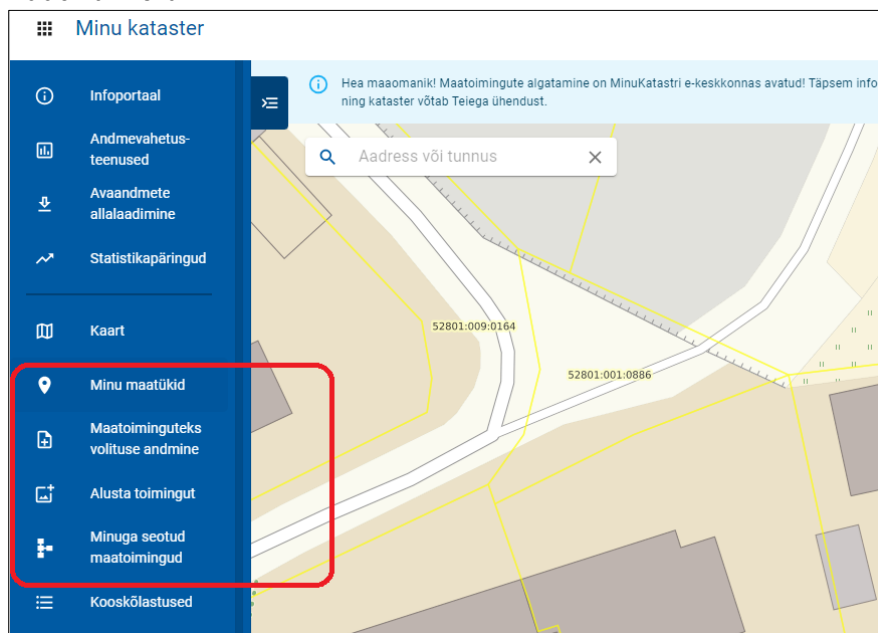 Minu kataster
Infoportaal
Andmevahetus-
teenused
Avaandmete
allalaadimine
Statistikapäringud
Kaart
Minu maatükid
Maatoiminguteks
volituse andmine
Alusta toimingut
Minuga seotud
maatoimingud
Kooskõlastused
Hea maaomanik! Maatoimingute algatamine on MinuKatastri e-keskkonnas avatud! Täpsem info
ning kataster võtab Teiega ühendust.
Aadress või tunnus
52801:009:0164
52801:001:0886